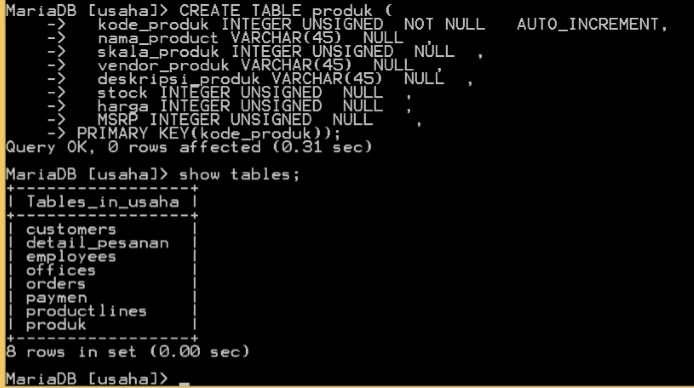 MariaDB [usaha]> CREATE TABLE produk (
    ->   kode_produk INTEGER UNSIGNED  NOT NULL   AUTO_INCREMENT,
    ->   nama_product VARCHAR(45)  NULL  ,
    ->   skala_produk INTEGER UNSIGNED  NULL  ,
    ->   vendor_produk VARCHAR(45)  NULL  ,
    ->   deskripsi_produk VARCHAR(45)  NULL  ,
    ->   stock INTEGER UNSIGNED  NULL  ,
    ->   harga INTEGER UNSIGNED  NULL  ,
    ->   MSRP INTEGER UNSIGNED  NULL    ,
    -> PRIMARY KEY(kode_produk));
Query OK, 0 rows affected (0.31 sec)
MariaDB [usaha]> show tables;
+-----------------+
| Tables_in_usaha |
+-----------------+
| customers       |
| detail_pesanan  |
| employees       |
| offices         |
| orders          |
| paymen          |
| productlines    |
| produk          |
+-----------------+
8 rows in set (0.00 sec)
MariaDB [usaha]> _